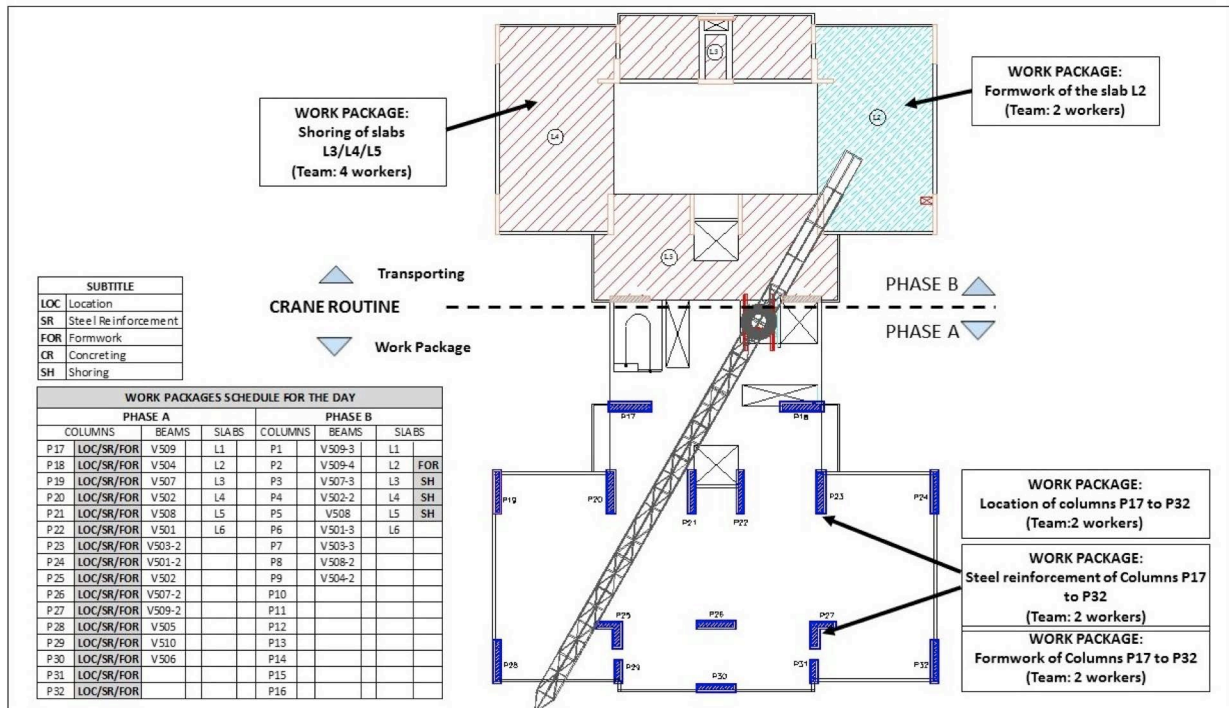 WORK PACKAGE:
Shoring of slabs
L3/L4/L5
(Team: 4 workers)
WORK PACKAGE:
Formwork of the slab L2
(Team: 2 workers)
L3
L4
L2
L5
Transporting
CRANE ROUTINE
Work Package
PHASE B
PHASE A
SUBTITLE
LOC Location
SR Steel Reinforcement
FOR Formwork
CR Concreting
SH Shoring
WORK PACKAGES SCHEDULE FOR THE DAY
PHASE A PHASE B
COLUMNS BEAMS SLABS COLUMNS BEAMS SLABS
P17 LOC/SR/FOR V509 L1 P1 V509-3 L1
P18 LOC/SR/FOR V504 L2 P2 V509-4 L2 FOR
P19 LOC/SR/FOR V507 L3 P3 V507-3 L3 SH
P20 LOC/SR/FOR V502 L4 P4 V502-2 L4 SH
P21 LOC/SR/FOR V508 L5 P5 V508 L5 SH
P22 LOC/SR/FOR V501 L6 P6 V501-3 L6
P23 LOC/SR/FOR V503-2 P7 V503-3
P24 LOC/SR/FOR V501-2 P8 V508-2
P25 LOC/SR/FOR V502 P9 V504-2
P26 LOC/SR/FOR V507-2 P10
P27 LOC/SR/FOR V509-2 P11
P28 LOC/SR/FOR V505 P12
P29 LOC/SR/FOR V510 P13
P30 LOC/SR/FOR V506 P14
P31 LOC/SR/FOR P15
P32 LOC/SR/FOR P16
P17
P18
P19
P20
P21
P22
P23
P24
P25
P26
P27
P28
P29
P30
P31
P32
WORK PACKAGE:
Location of columns P17 to P32
(Team:2 workers)
WORK PACKAGE:
Steel reinforcement of Columns P17
to P32
(Team: 2 workers)
WORK PACKAGE:
Formwork of Columns P17 to P32
(Team: 2 workers)